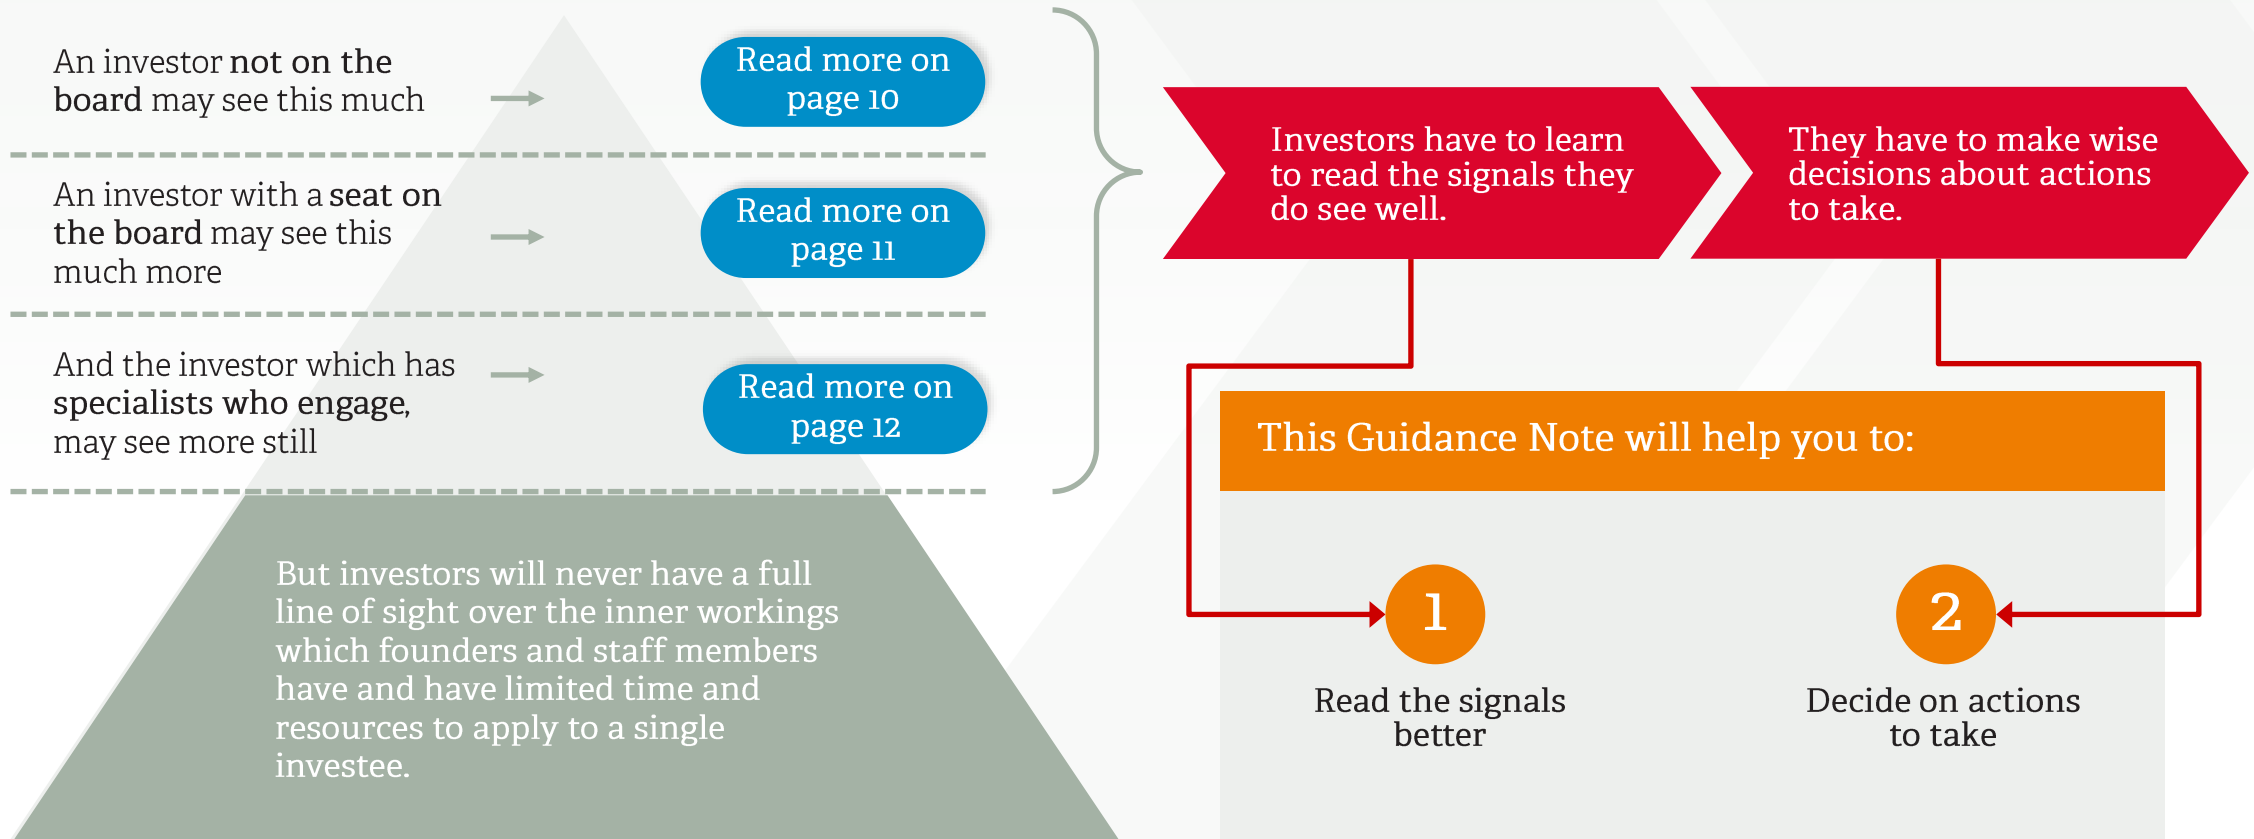 An investor not on the
board may see this much
Read more on
page 10
An investor with a seat on
the board may see this
much more
Read more on
page 11
And the investor which has
specialists who engage,
may see more still
Read more on
page 12
But investors will never have a full
line of sight over the inner workings
which founders and staff members
have and have limited time and
resources to apply to a single
investee.
Investors have to learn
to read the signals they
do see well.
They have to make wise
decisions about actions
to take.
This Guidance Note will help you to:
1
Read the signals
better
2
Decide on actions
to take